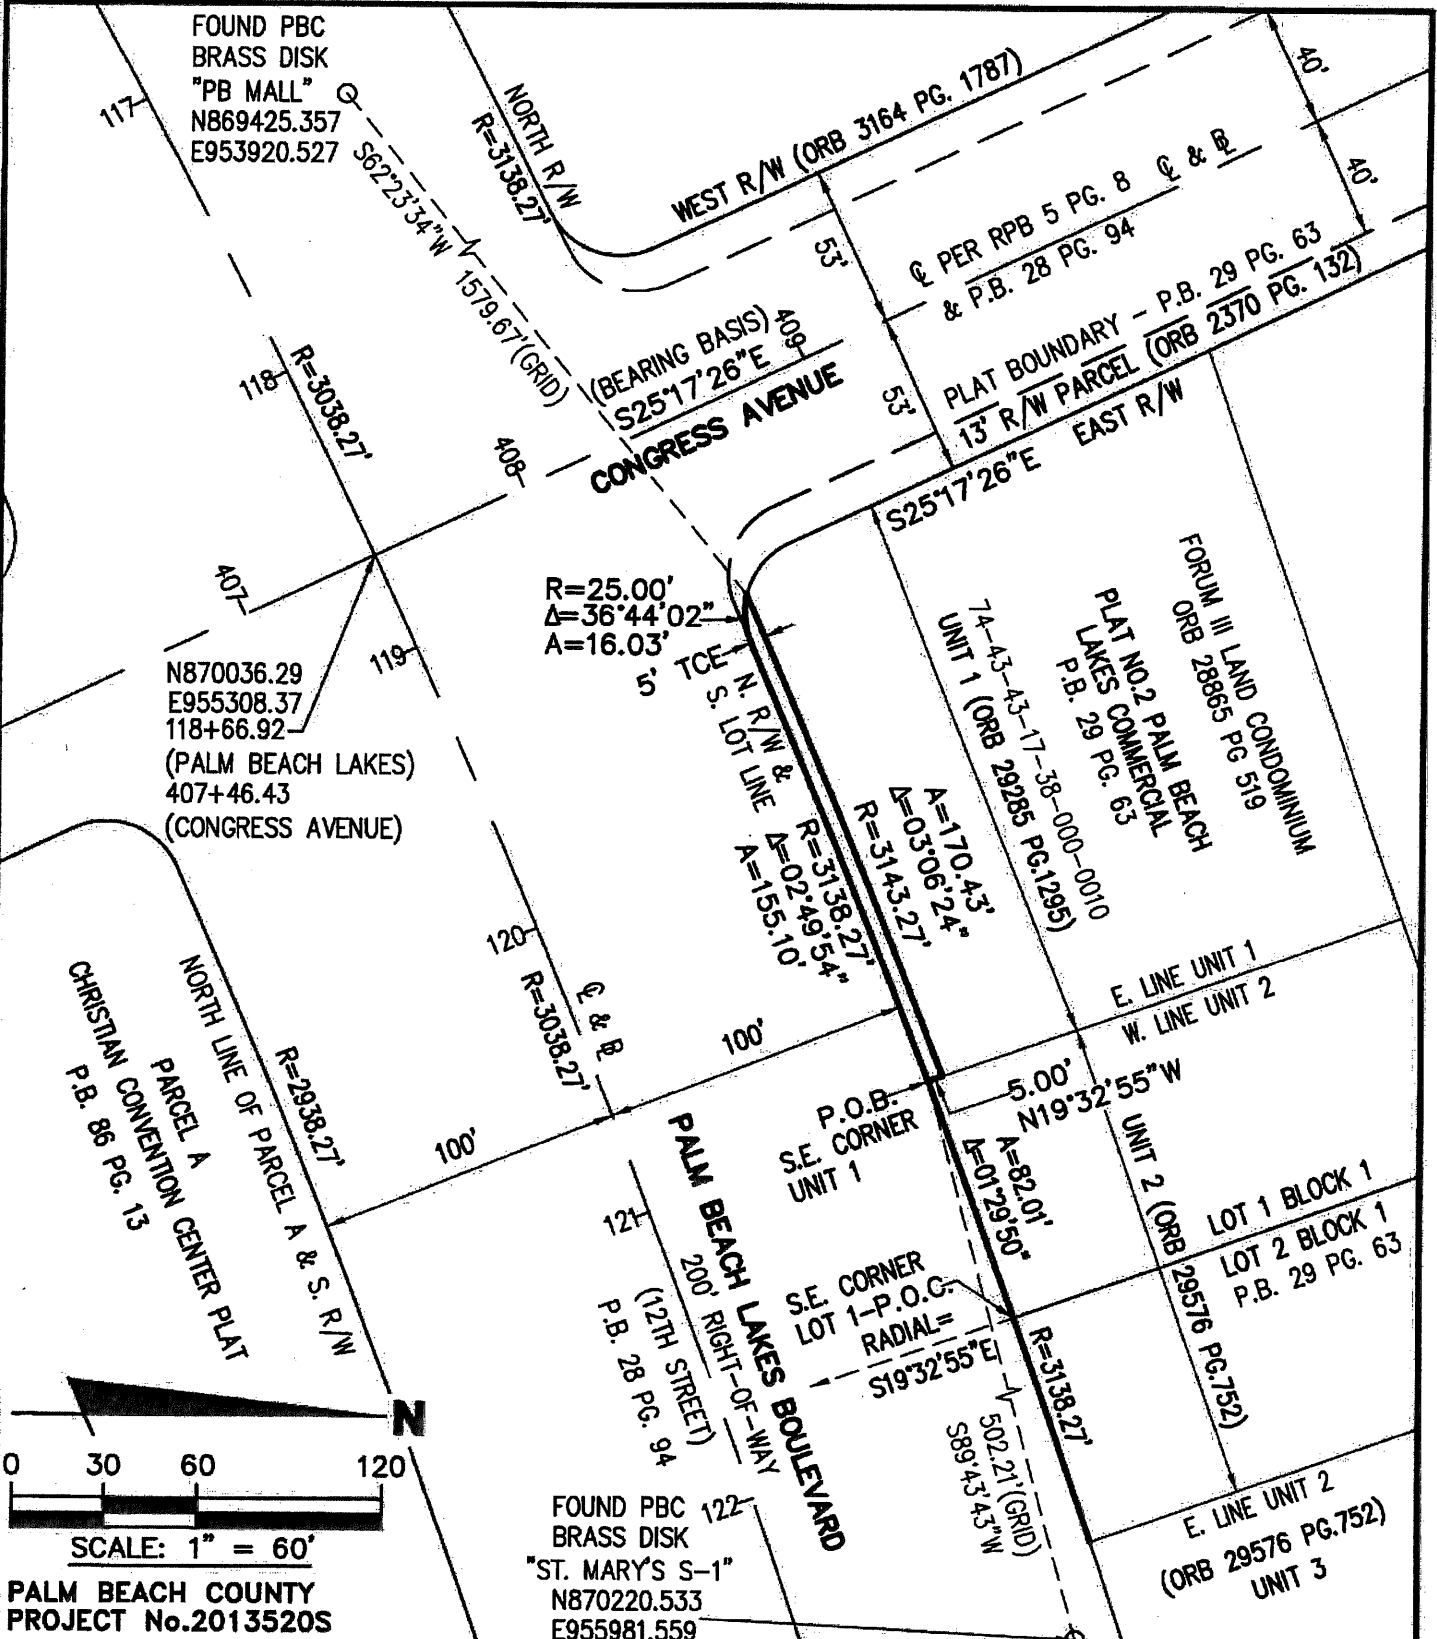 FOUND PBC
BRASS DISK
"PB MALL"
N869425.357
E953920.527
S62°23'34"W 1579.67'(GRID)
NORTH R/W
R=3138.27'
WEST R/W (ORB 3164 PG. 1787)
40'
40'
53'
53'
℄ PER RPB 5 PG. 8 ℄ & BL
& P.B. 28 PG. 94
PLAT BOUNDARY - P.B. 29 PG. 63
13' R/W PARCEL (ORB 2370 PG. 132)
EAST R/W
S25°17'26"E
117
118
R=3038.27'
(BEARING BASIS)
S25°17'26"E
409
CONGRESS AVENUE
408
407
119
N870036.29
E955308.37
118+66.92
(PALM BEACH LAKES)
407+46.43
(CONGRESS AVENUE)
R=25.00'
Δ=36°44'02"
A=16.03'
5' TCE
N. R/W &
S. LOT LINE
R=3138.27'
Δ=02°49'54"
A=155.10'
A=170.43'
Δ=03°06'24"
R=3143.27'
74-43-43-17-38-000-0010
UNIT 1 (ORB 29285 PG.1295)
PLAT NO.2 PALM BEACH
LAKES COMMERCIAL
P.B. 29 PG. 63
FORUM III LAND CONDOMINIUM
ORB 28865 PG 519
E. LINE UNIT 1
W. LINE UNIT 2
120
R=3038.27'
℄ & BL
100'
100'
NORTH LINE OF PARCEL A & S. R/W
R=2938.27'
PARCEL A
CHRISTIAN CONVENTION CENTER PLAT
P.B. 86 PG. 13
5.00'
N19°32'55"W
P.O.B.
S.E. CORNER
UNIT 1
A=82.01'
Δ=01°29'50"
UNIT 2 (ORB 29576 PG.752)
LOT 1 BLOCK 1
LOT 2 BLOCK 1
P.B. 29 PG. 63
121
PALM BEACH LAKES BOULEVARD
200' RIGHT-OF-WAY
(12TH STREET)
P.B. 28 PG. 94
S.E. CORNER
LOT 1-P.O.C.
RADIAL=
S19°32'55"E
R=3138.27'
502.21'(GRID)
S89°43'43"W
E. LINE UNIT 2
(ORB 29576 PG.752)
UNIT 3
N
0 30 60 120
SCALE: 1" = 60'
PALM BEACH COUNTY
PROJECT No.2013520S
122
FOUND PBC
BRASS DISK
"ST. MARY'S S-1"
N870220.533
E955981.559